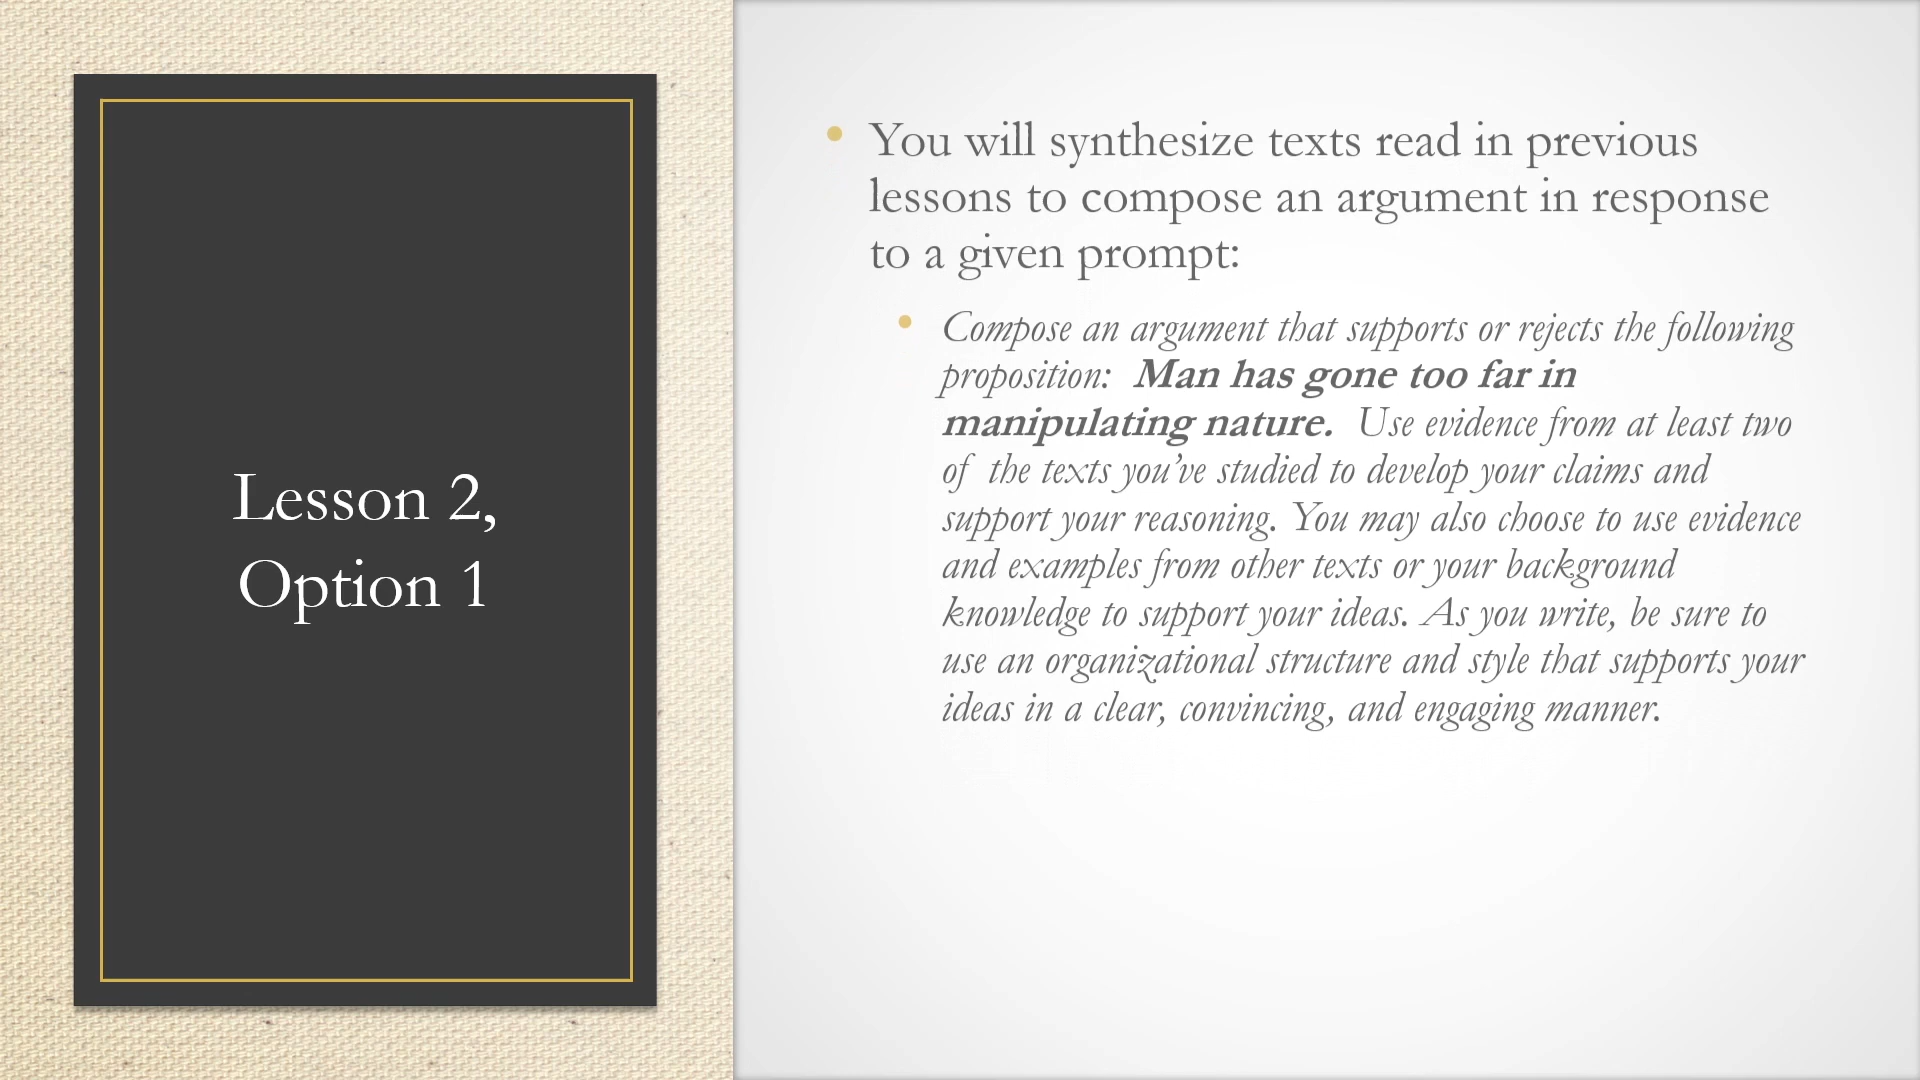 Lesson 2,
Option 1
You will synthesize texts read in previous
lessons to compose an argument in response
to a given prompt:
Compose an argument that supports or rejects the following
proposition: Man has gone too far in
manipulating nature. Use evidence from at least two
of the texts you’ve studied to develop your claims and
support your reasoning. You may also choose to use evidence
and examples from other texts or your background
knowledge to support your ideas. As you write, be sure to
use an organizational structure and style that supports your
ideas in a clear, convincing, and engaging manner.